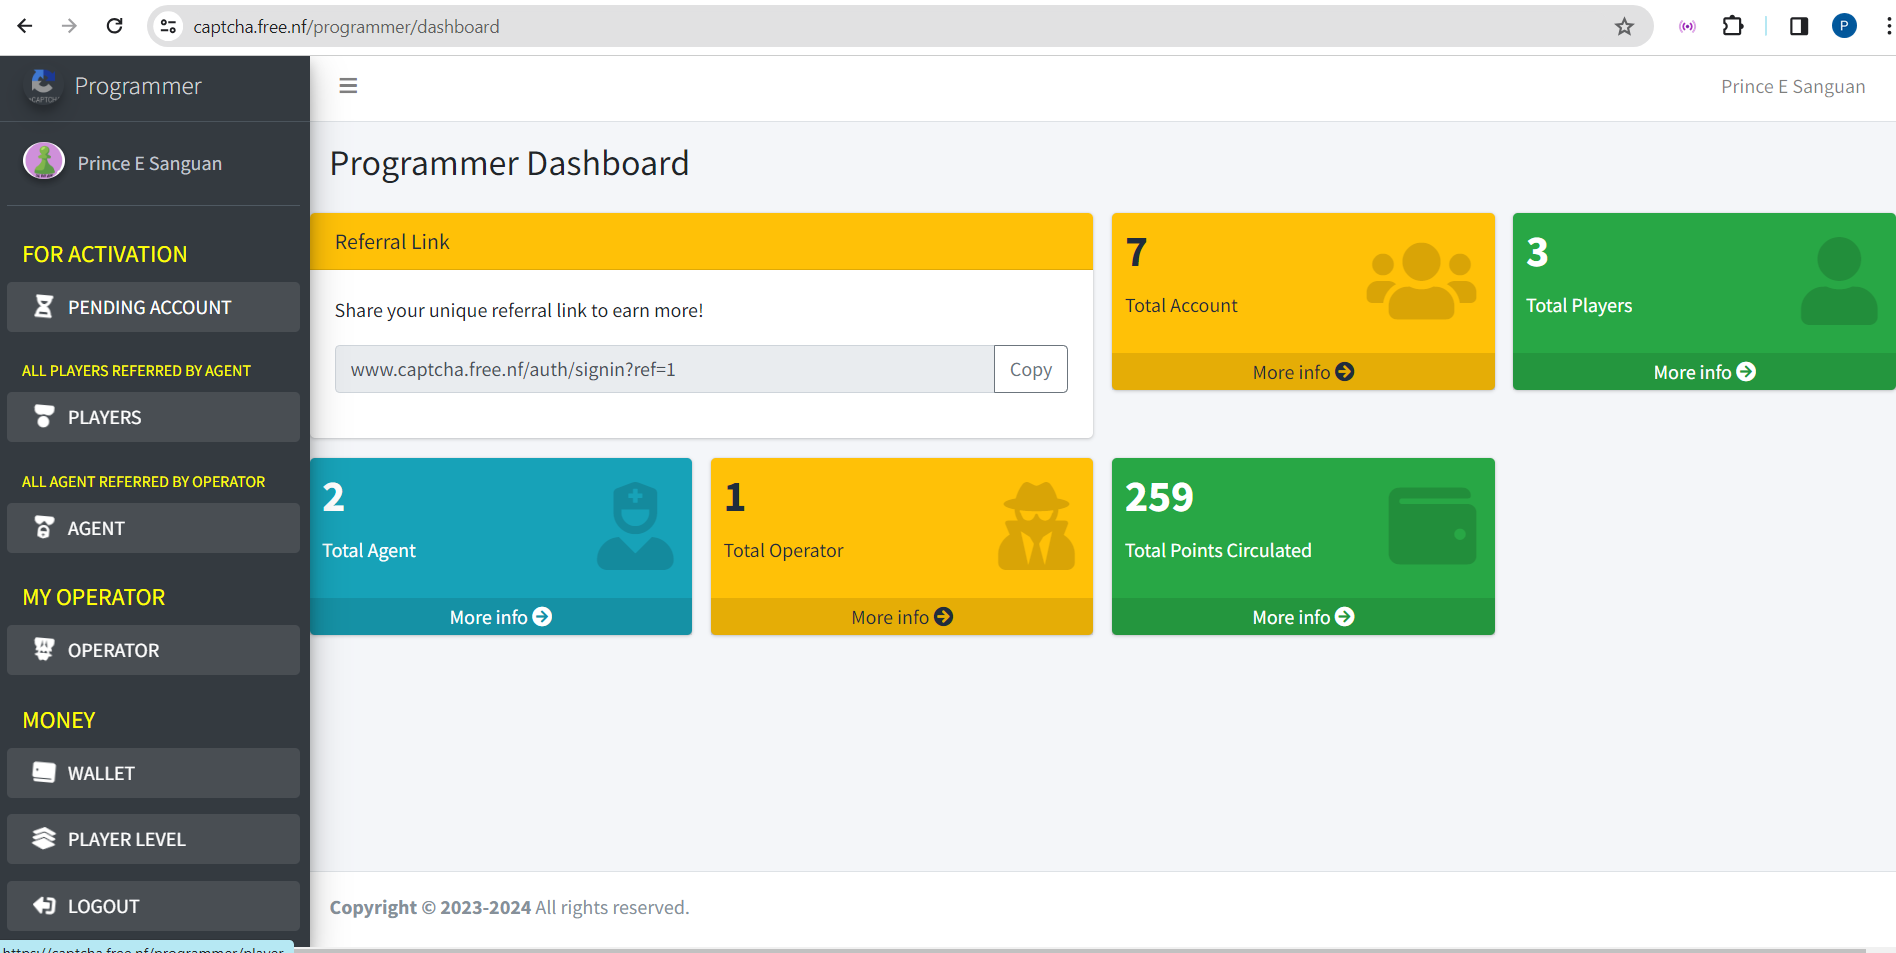 captcha.free.nf/programmer/dashboard
P
CAPTCH
Programmer
Prince E Sanguan
Prince E Sanguan
FOR ACTIVATION
PENDING ACCOUNT
ALL PLAYERS REFERRED BY AGENT
PLAYERS
ALL AGENT REFERRED BY OPERATOR
AGENT
MY OPERATOR
OPERATOR
MONEY
WALLET
PLAYER LEVEL
LOGOUT
https://captcha.free.nf/programmer/player
Programmer Dashboard
Referral Link
Share your unique referral link to earn more!
www.captcha.free.nf/auth/signin?ref=1
Copy
7
Total Account
More info
3
Total Players
More info
2
Total Agent
More info
1
Total Operator
More info
259
Total Points Circulated
More info
Copyright © 2023-2024 All rights reserved.